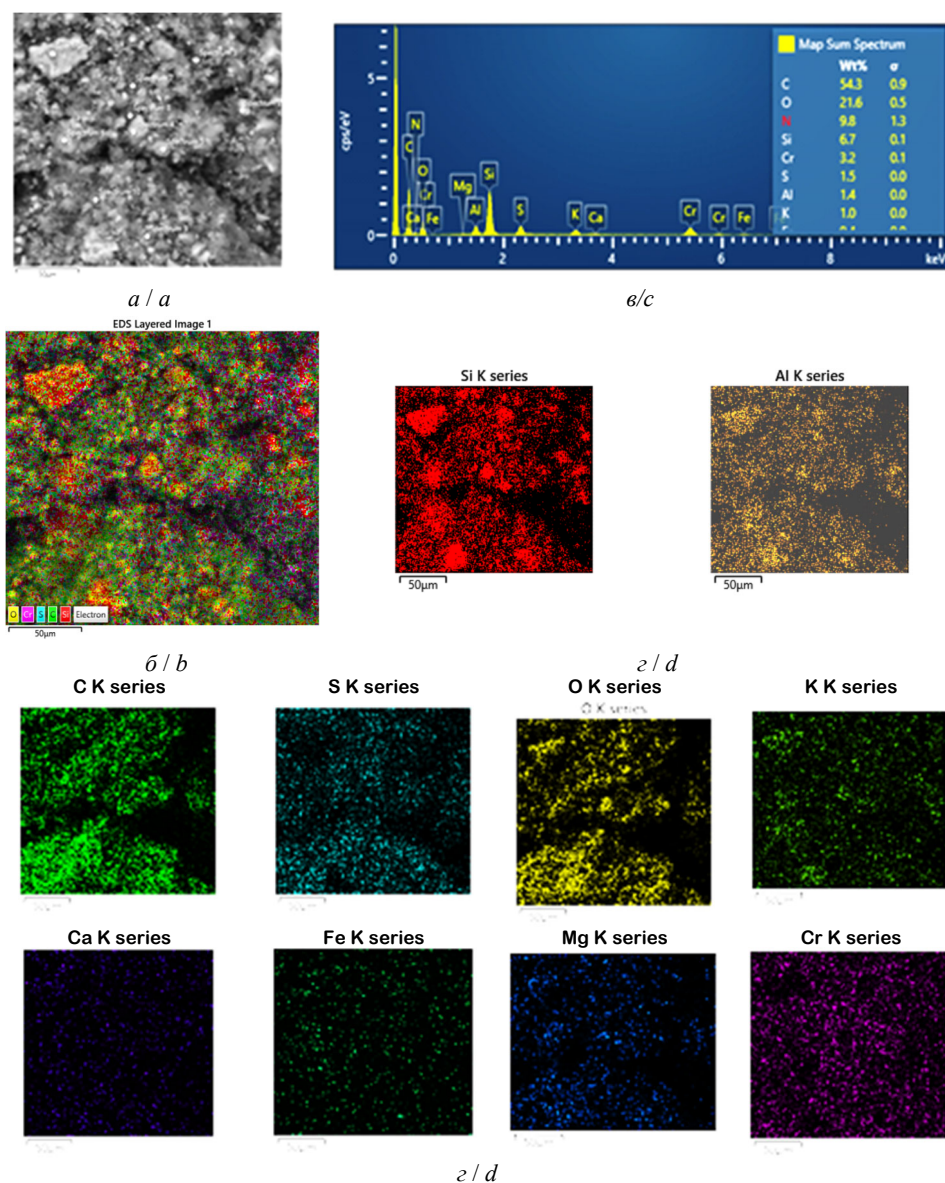 Map Sum Spectrum
Wt% σ
C 54.3 0.9
O 21.6 0.5
N 9.8 1.3
Si 6.7 0.1
Cr 3.2 0.1
S 1.5 0.0
Al 1.4 0.0
K 1.0 0.0
cps/eV
5
0
C
N
O
Cr
Ca
Fe
Mg
Al
Si
S
K
Ca
Cr
Cr
Fe
0 2 4 6 8 keV
а / a
в/c
EDS Layered Image 1
O Cr S C Si Electron
50µm
б / b
Si K series
50µm
Al K series
50µm
г / d
C K series
S K series
O K series
O K series
K K series
Ca K series
Fe K series
Mg K series
Cr K series
г / d